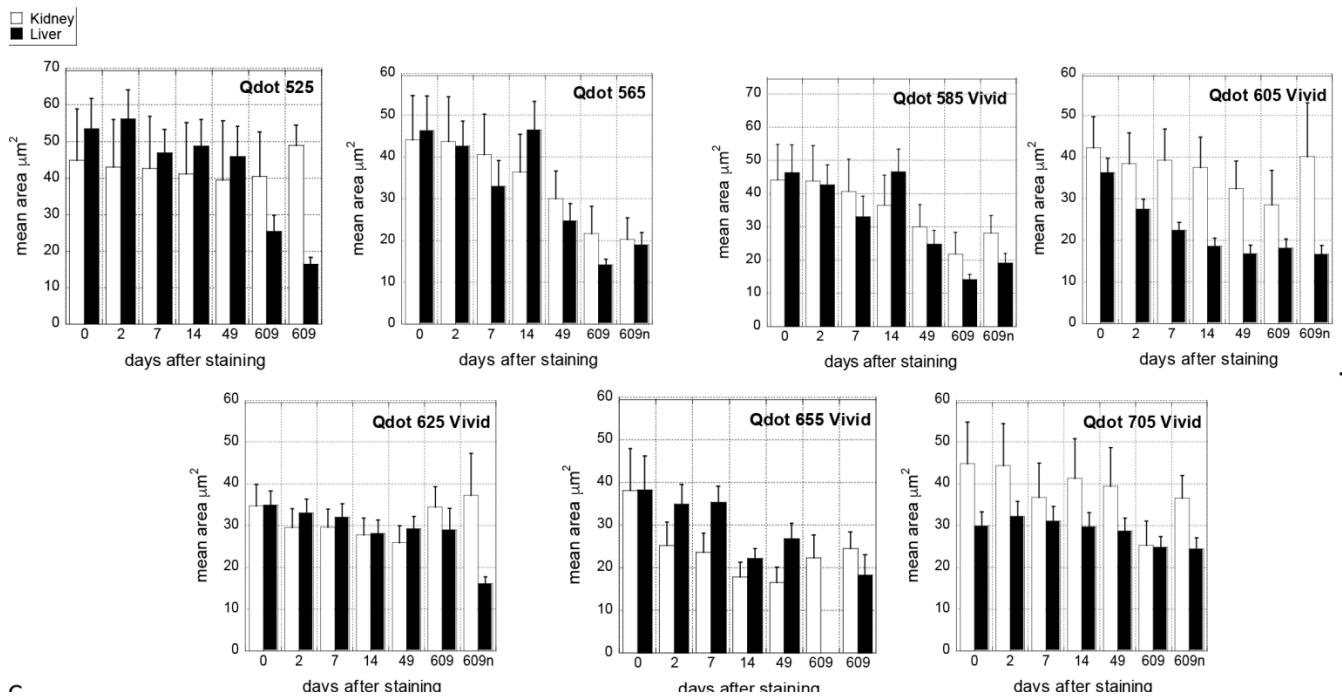 Kidney
Liver
Qdot 525
mean area μm²
70
60
50
40
30
20
10
0
0 2 7 14 49 609 609
days after staining
Qdot 565
mean area μm²
60
50
40
30
20
10
0
0 2 7 14 49 609 609n
days after staining
Qdot 585 Vivid
mean area μm²
70
60
50
40
30
20
10
0
0 2 7 14 49 609 609n
days after staining
Qdot 605 Vivid
mean area μm²
60
50
40
30
20
10
0
0 2 7 14 49 609 609n
days after staining
Qdot 625 Vivid
mean area μm²
60
50
40
30
20
10
0
0 2 7 14 49 609 609n
days after staining
Qdot 655 Vivid
mean area μm²
60
50
40
30
20
10
0
0 2 7 14 49 609 609
days after staining
Qdot 705 Vivid
mean area μm²
60
50
40
30
20
10
0
0 2 7 14 49 609 609n
days after staining